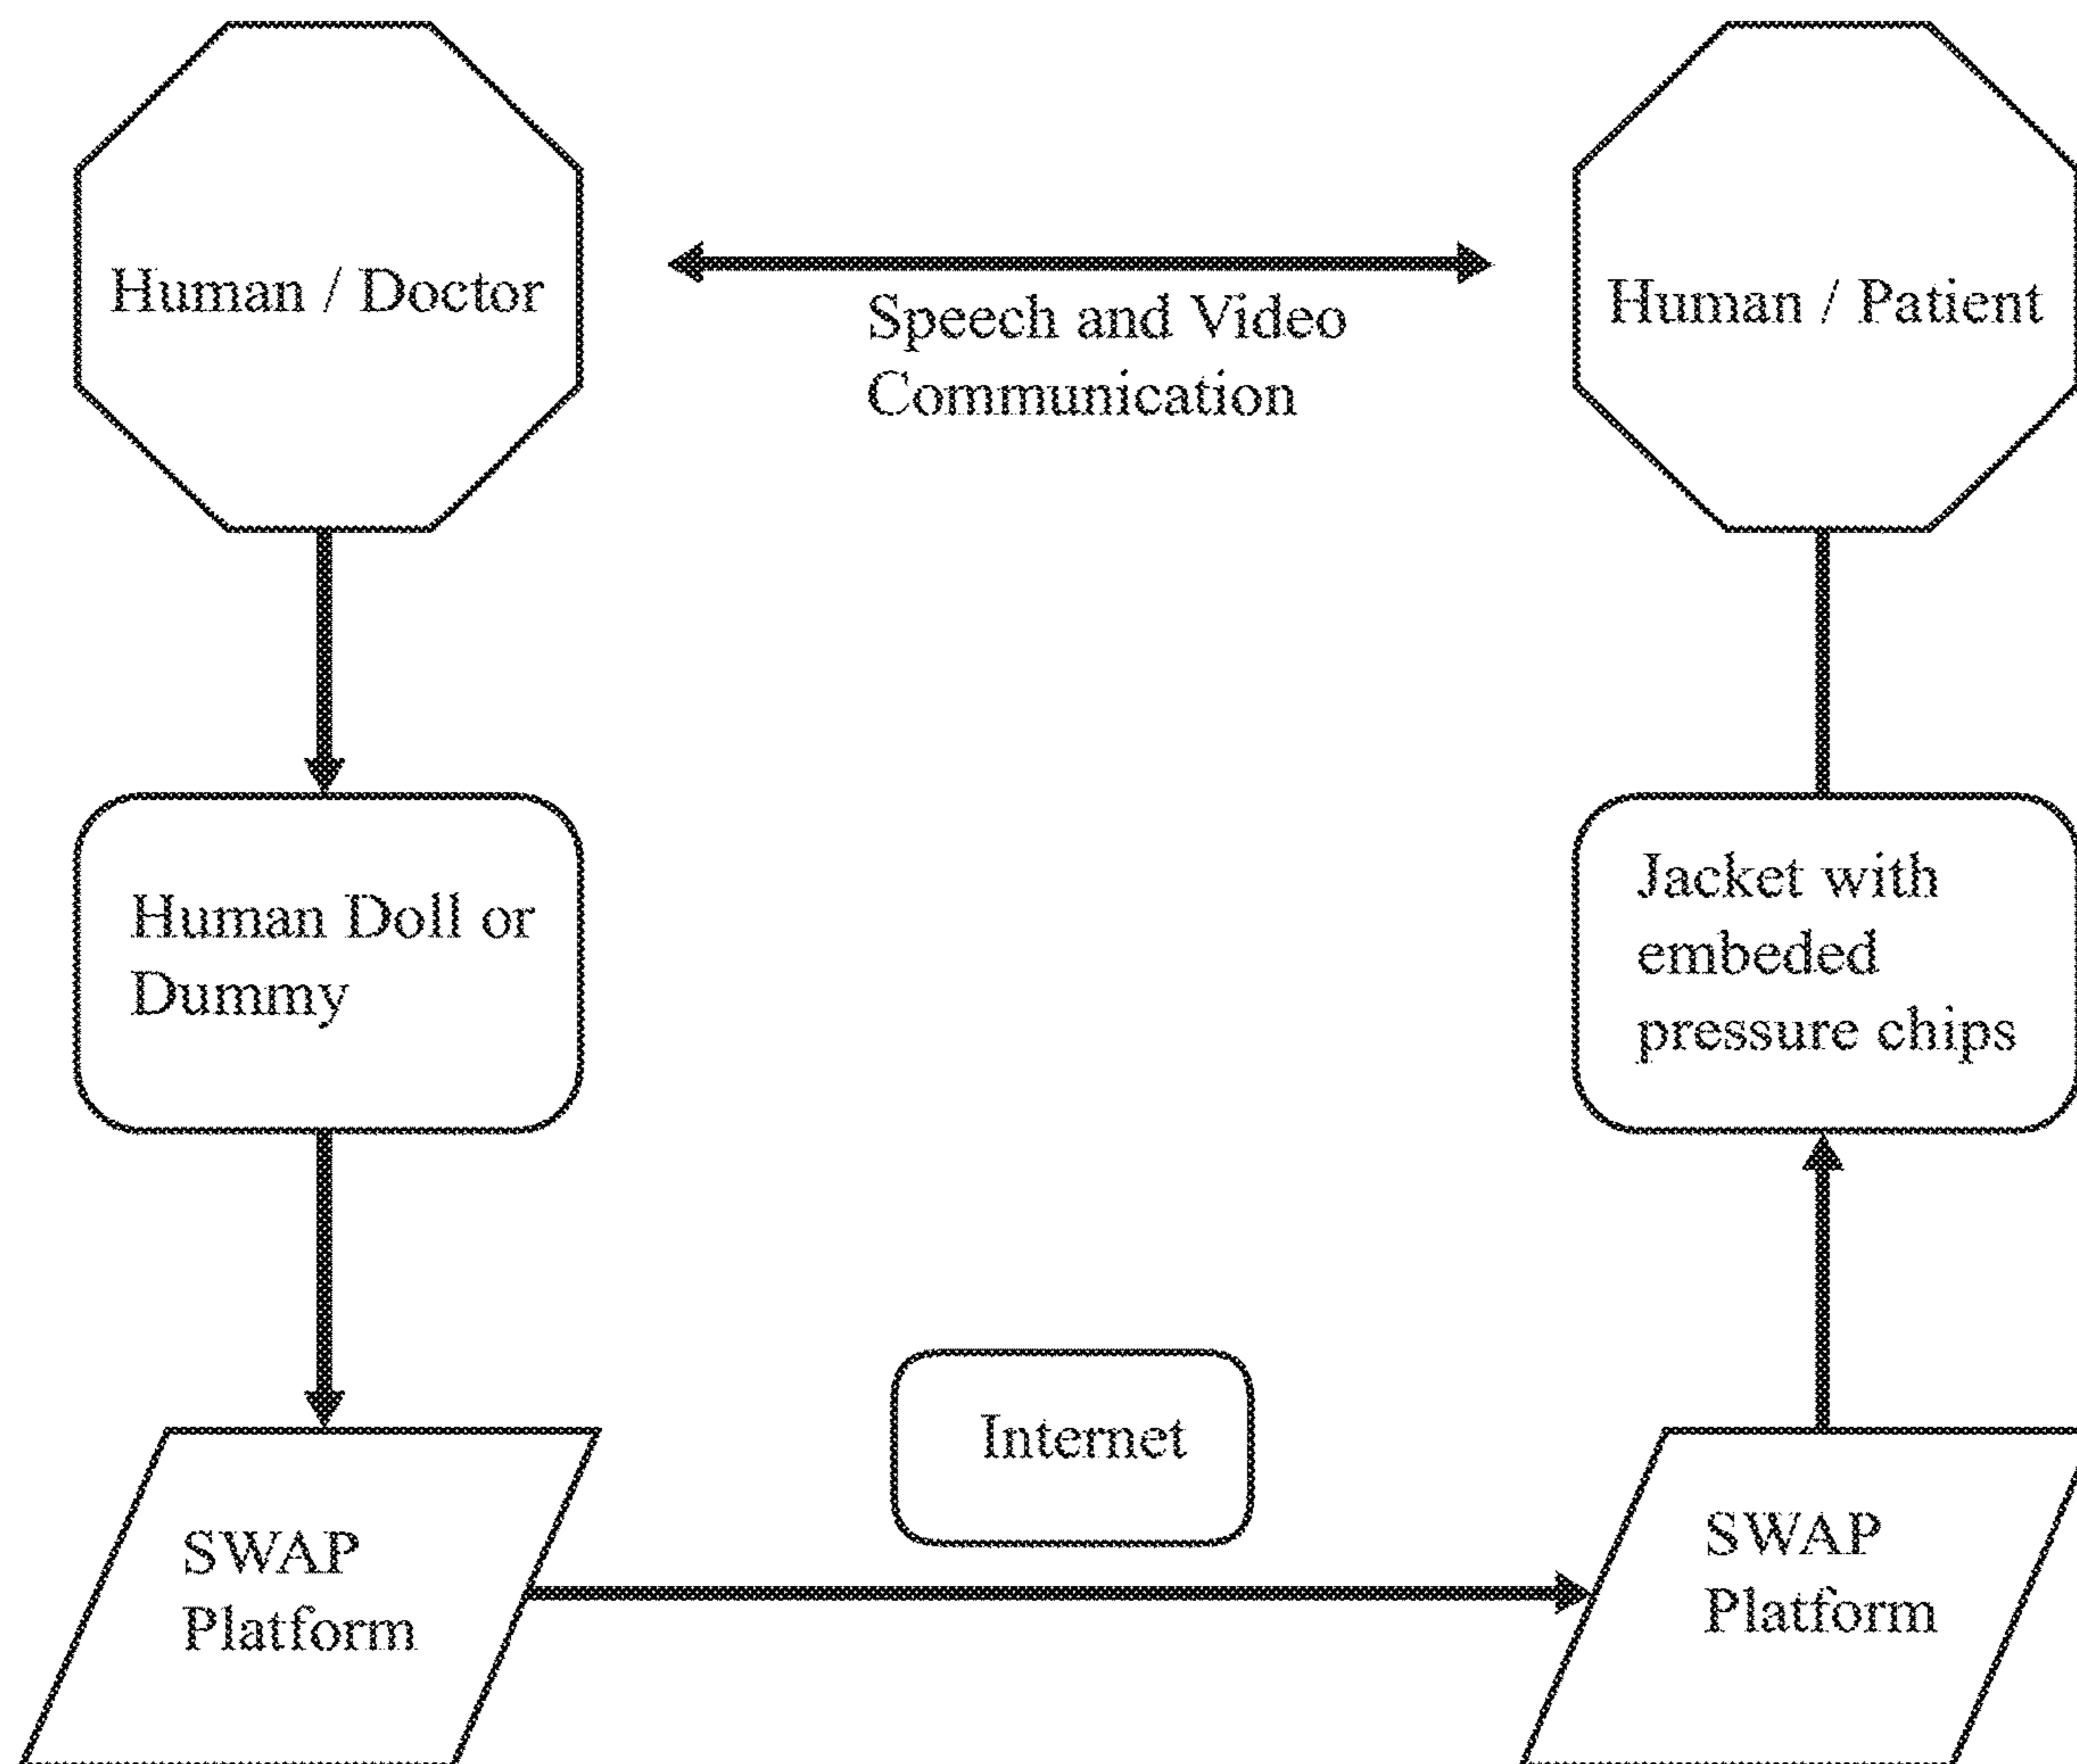 Human / Doctor
Speech and Video
Communication
Human / Patient
Human Doll or
Dummy
Jacket with
embeded
pressure chips
Internet
SWAP
Platform
SWAP
Platform